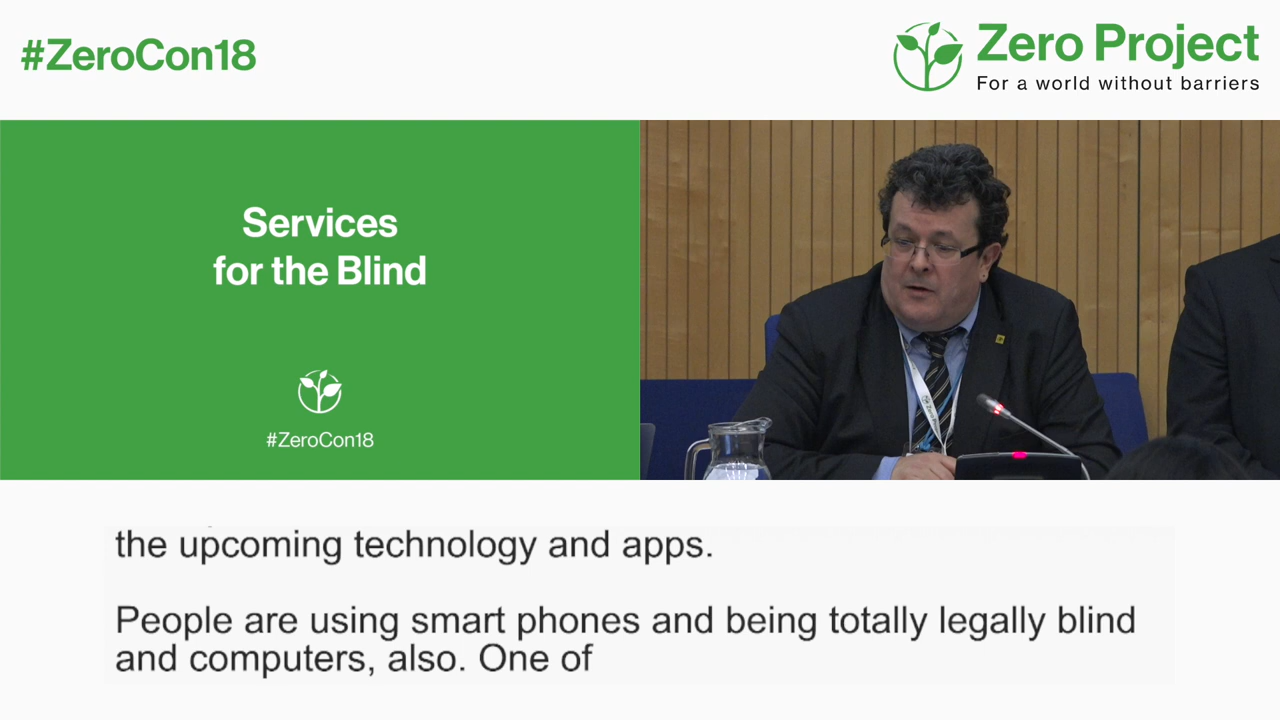 #ZeroCon18
Zero Project
For a world without barriers
Services
for the Blind
#ZeroCon18
the upcoming technology and apps.
People are using smart phones and being totally legally blind
and computers, also. One of